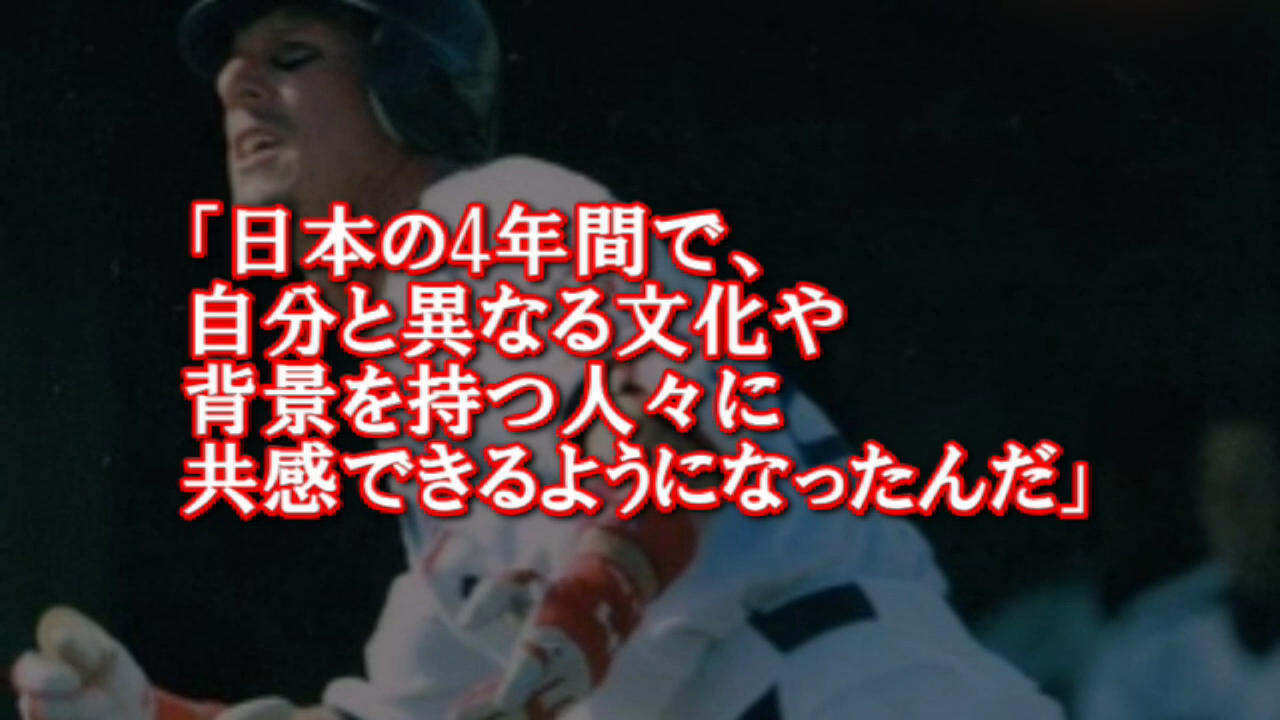 「日本の4年間で、
自分と異なる文化や
背景を持つ人々に
共感できるようになったんだ」